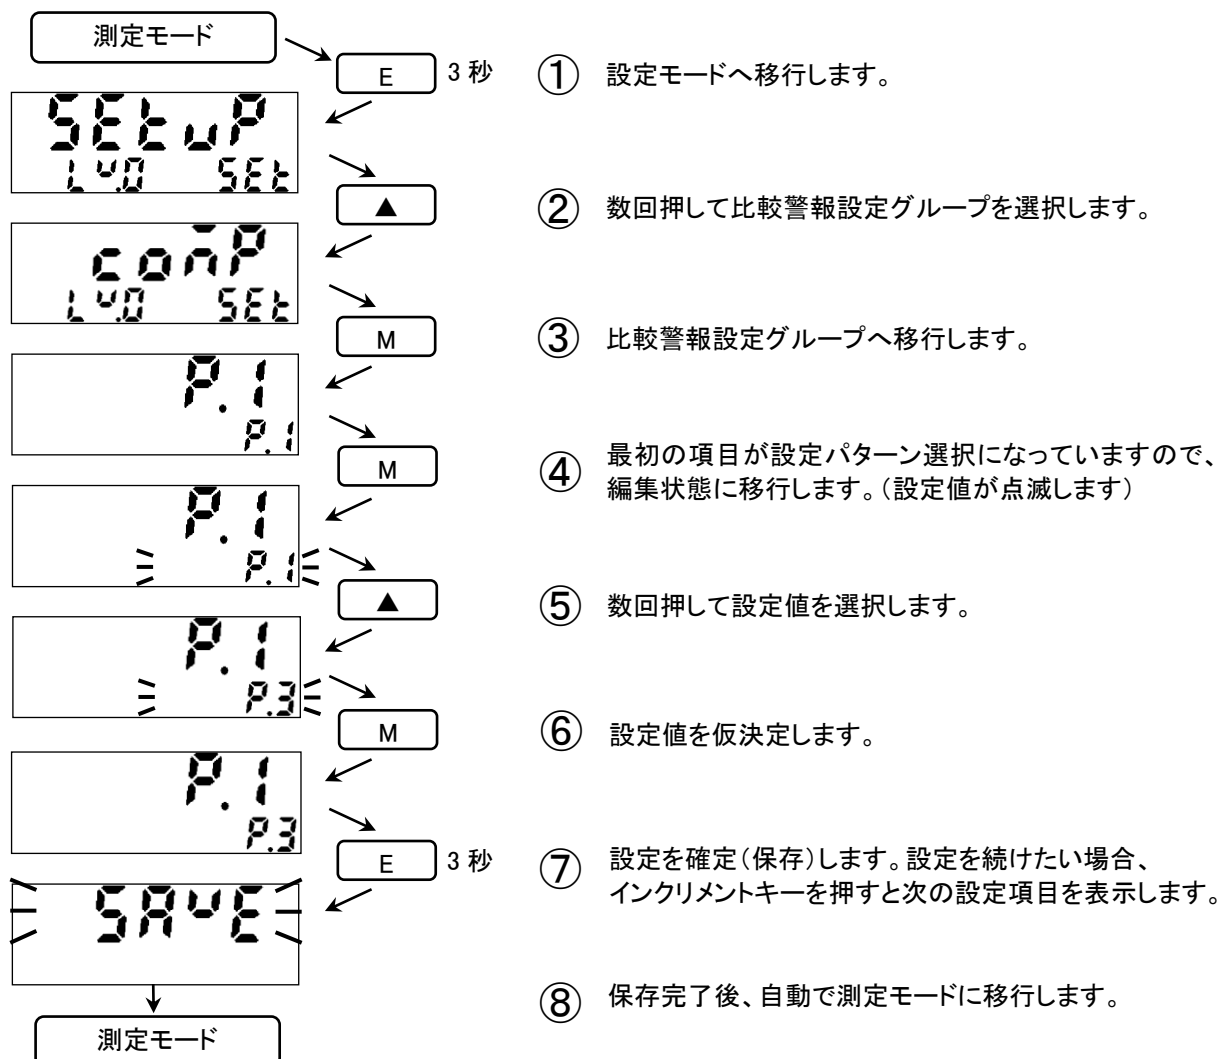 測定モード
E 3 秒 ① 設定モードへ移行します。
SEtuP
Lv.0 SEt
▲ ② 数回押して比較警報設定グループを選択します。
comP
Lv.0 SEt
M ③ 比較警報設定グループへ移行します。
P.1
P.1
M ④ 最初の項目が設定パターン選択になっていますので、
編集状態に移行します。(設定値が点滅します)
P.1
P.1
▲ ⑤ 数回押して設定値を選択します。
P.1
P.3
M ⑥ 設定値を仮決定します。
P.1
P.3
E 3 秒 ⑦ 設定を確定(保存)します。設定を続けたい場合、
インクリメントキーを押すと次の設定項目を表示します。
SAvE
⑧ 保存完了後、自動で測定モードに移行します。
測定モード